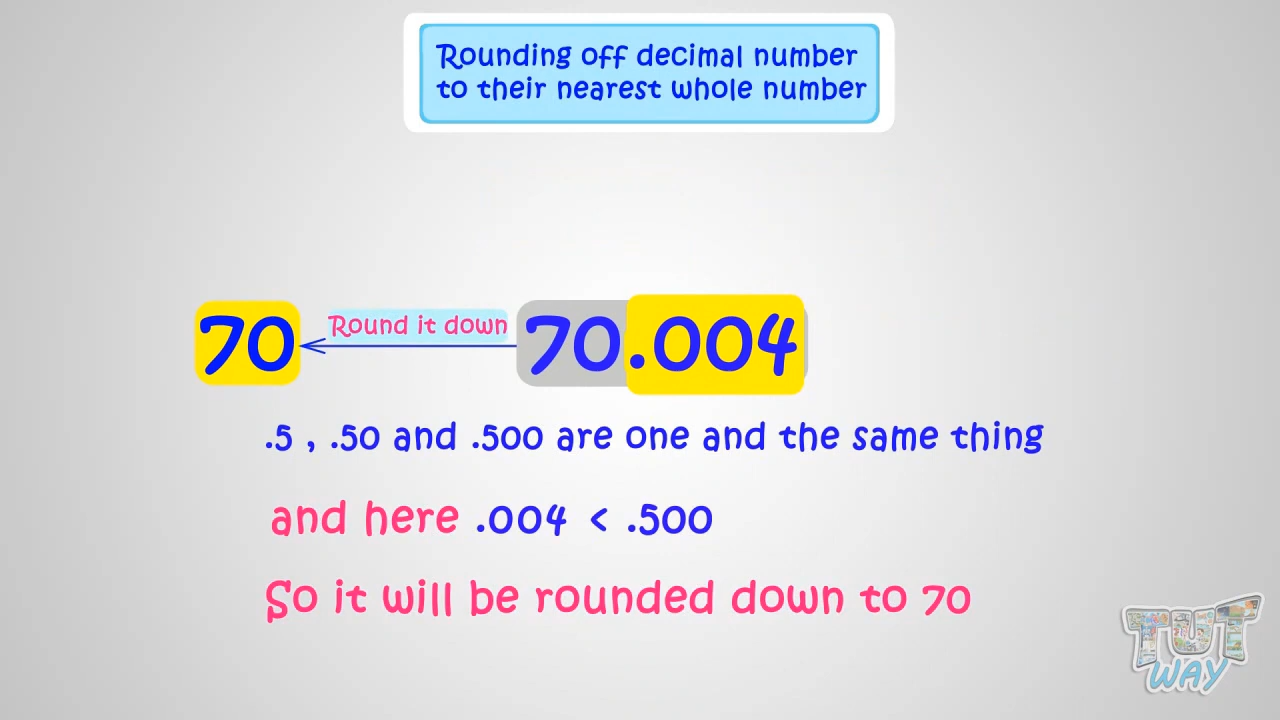 Rounding off decimal number
to their nearest whole number
70 Round it down 70.004
.5 , .50 and .500 are one and the same thing
and here .004 < .500
So it will be rounded down to 70
TUT
WAY